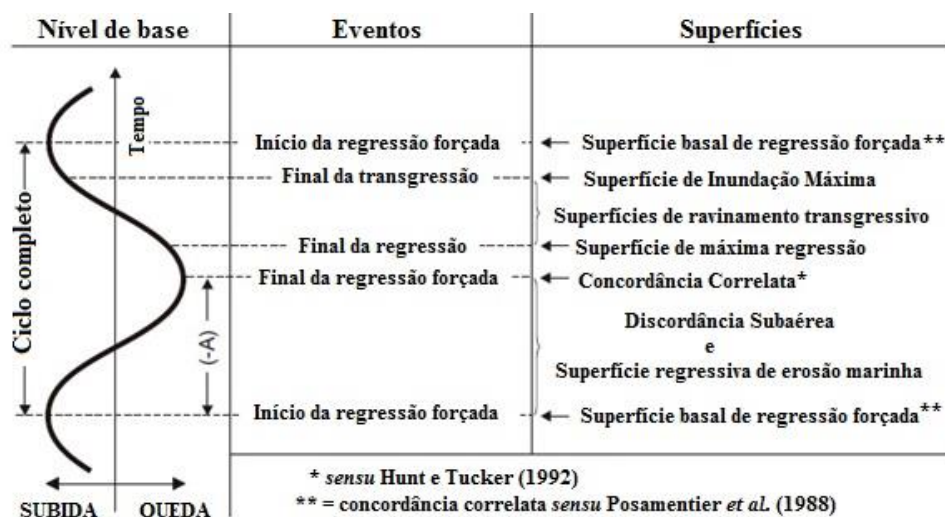 Nível de base
Eventos
Superfícies
Tempo
Início da regressão forçada
Superfície basal de regressão forçada**
Final da transgressão
Superfície de Inundação Máxima
Superfícies de ravinamento transgressivo
Ciclo completo
Final da regressão
Superfície de máxima regressão
Final da regressão forçada
Concordância Correlata*
(-A)
Discordância Subaérea
e
Superfície regressiva de erosão marinha
Início da regressão forçada
Superfície basal de regressão forçada**
SUBIDA
QUEDA
* sensu Hunt e Tucker (1992)
** = concordância correlata sensu Posamentier et al. (1988)